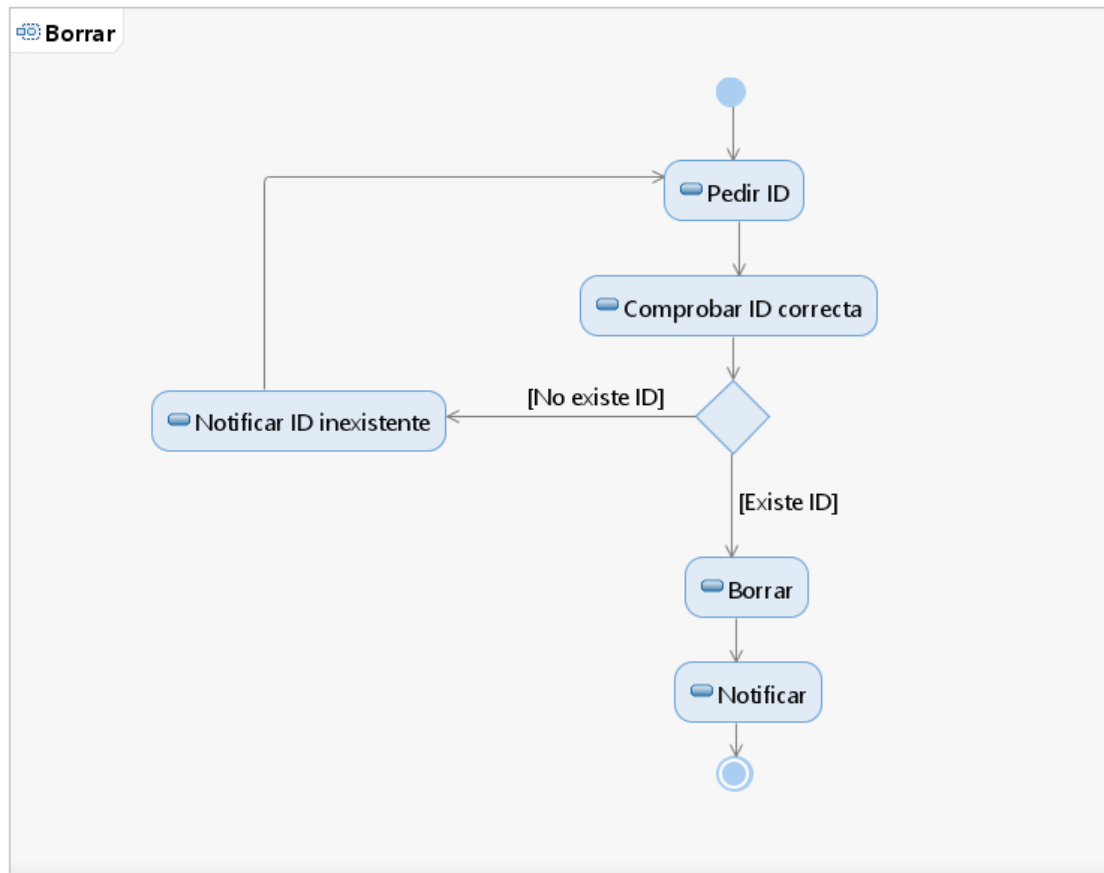 Borrar
Pedir ID
Comprobar ID correcta
[No existe ID]
Notificar ID inexistente
[Existe ID]
Borrar
Notificar